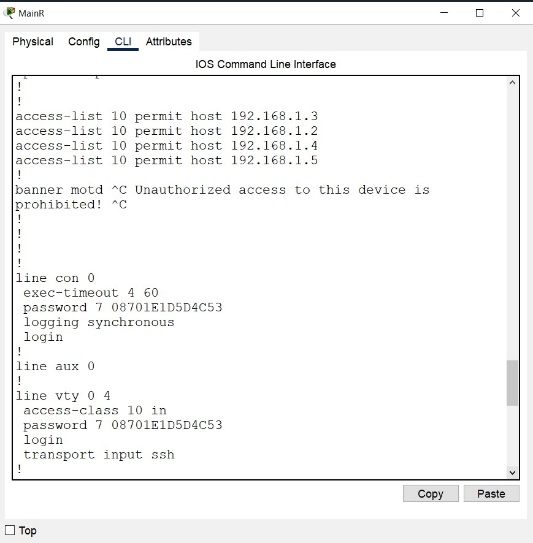 MainR
Physical Config CLI Attributes
IOS Command Line Interface
!
!
access-list 10 permit host 192.168.1.3
access-list 10 permit host 192.168.1.2
access-list 10 permit host 192.168.1.4
access-list 10 permit host 192.168.1.5
!
banner motd ^C Unauthorized access to this device is
prohibited! ^C
!
!
!
!
line con 0
exec-timeout 4 60
password 7 08701E1D5D4C53
logging synchronous
login
!
line aux 0
!
line vty 0 4
access-class 10 in
password 7 08701E1D5D4C53
login
transport input ssh
!
Copy Paste
Top